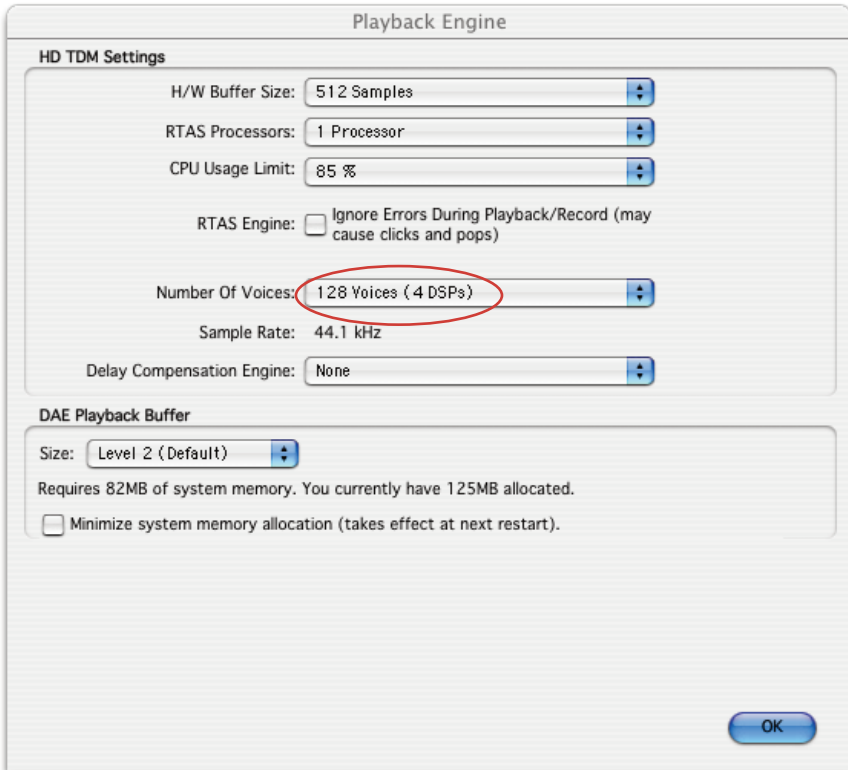 Playback Engine
HD TDM Settings
H/W Buffer Size: 512 Samples
RTAS Processors: 1 Processor
CPU Usage Limit: 85 %
RTAS Engine: Ignore Errors During Playback/Record (may
cause clicks and pops)
Number Of Voices: 128 Voices (4 DSPs)
Sample Rate: 44.1 kHz
Delay Compensation Engine: None
DAE Playback Buffer
Size: Level 2 (Default)
Requires 82MB of system memory. You currently have 125MB allocated.
Minimize system memory allocation (takes effect at next restart).
OK